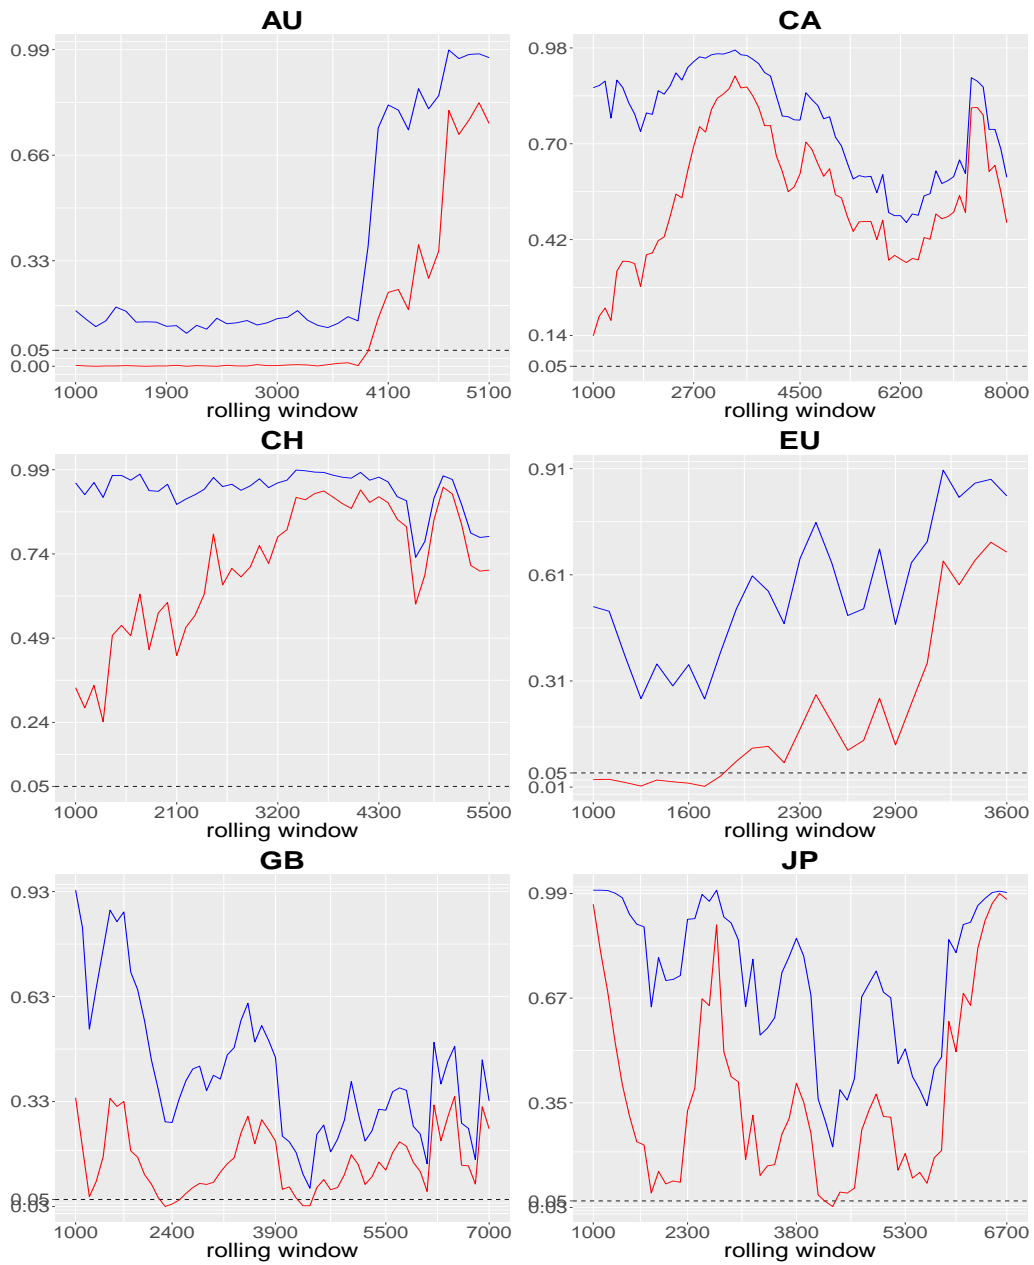 AU
0.99
0.66
0.33
0.05
0.00
1000 1900 3000 4100 5100
rolling window
CA
0.98
0.70
0.42
0.14
0.05
1000 2700 4500 6200 8000
rolling window
CH
0.99
0.74
0.49
0.24
0.05
1000 2100 3200 4300 5500
rolling window
EU
0.91
0.61
0.31
0.05
0.01
1000 1600 2300 2900 3600
rolling window
GB
0.93
0.63
0.33
0.05
0.03
1000 2400 3900 5500 7000
rolling window
JP
0.99
0.67
0.35
0.05
0.03
1000 2300 3800 5300 6700
rolling window